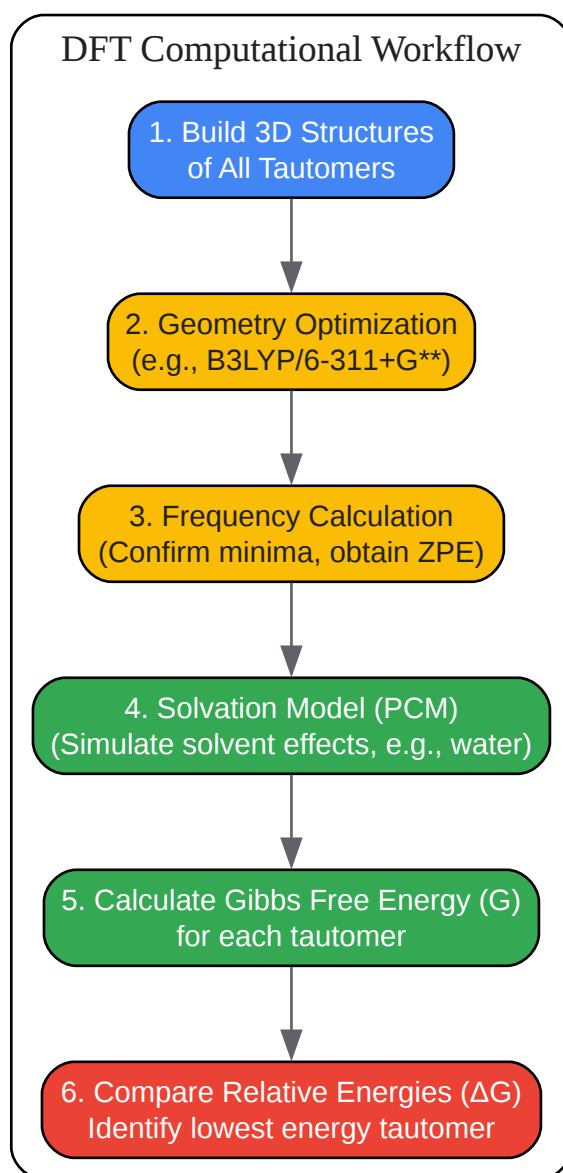 DFT Computational Workflow
1. Build 3D Structures
of All Tautomers
2. Geometry Optimization
(e.g., B3LYP/6-311+G**)
3. Frequency Calculation
(Confirm minima, obtain ZPE)
4. Solvation Model (PCM)
(Simulate solvent effects, e.g., water)
5. Calculate Gibbs Free Energy (G)
for each tautomer
6. Compare Relative Energies (ΔG)
Identify lowest energy tautomer